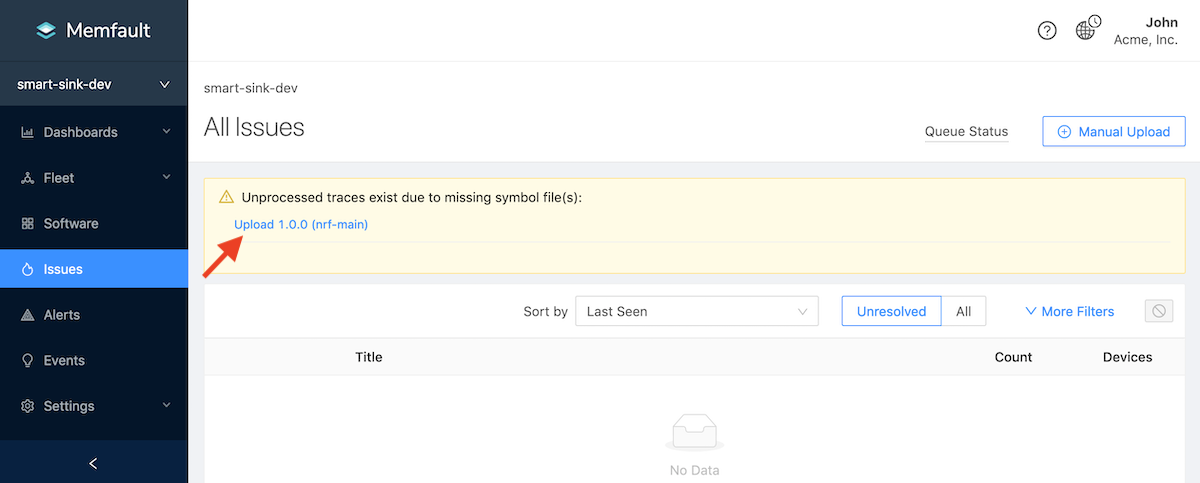 Memfault
John
Acme, Inc.
smart-sink-dev
Dashboards
Fleet
Software
Issues
Alerts
Events
Settings
smart-sink-dev
All Issues
Queue Status
Manual Upload
Unprocessed traces exist due to missing symbol file(s):
Upload 1.0.0 (nrf-main)
Sort by Last Seen Unresolved All More Filters
Title Count Devices
No Data